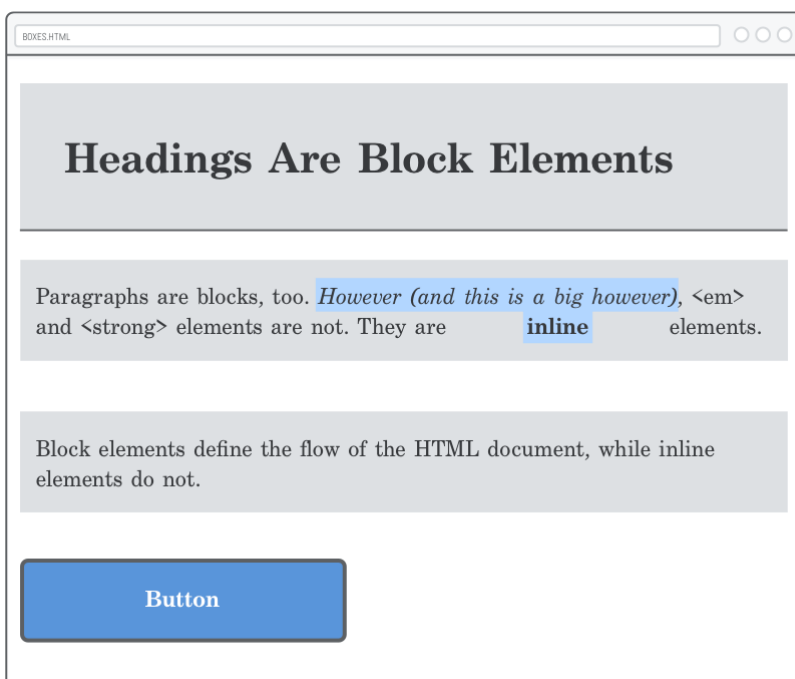 BOXES.HTML
Headings Are Block Elements
Paragraphs are blocks, too. However (and this is a big however), <em>
and <strong> elements are not. They are inline elements.
Block elements define the flow of the HTML document, while inline
elements do not.
Button